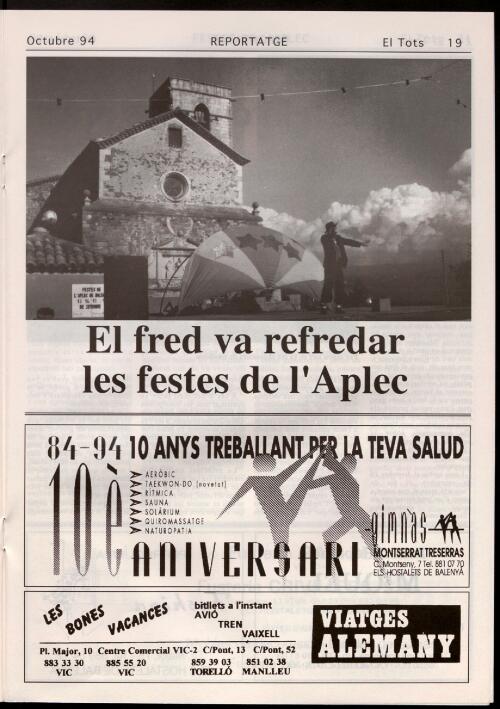 Octubre 94 REPORTATGE El Tots 19
FESTES DE
El fred va refredar
les festes de l'Aplec
84-94 10 ANYS TREBALLANT PER LA TEVA SALUD
10è ANIVERSARI
AERÒBIC
TAEKWON-DO (novetat)
RÍTMICA
SAUNA
SOLÀRIUM
QUIROMASSATGE
NATUROPATIA
gimnàs
MONTSERRAT TRESERRAS
C. Montseny, 7 Tel. 881 07 70
ELS HOSTALETS DE BALENYÀ
LES BONES VACANCES
bitllets a l'instant
AVIÓ
TREN
VAIXELL
VIATGES
ALEMANY
Pl. Major, 10 Centre Comercial VIC-2 C/Pont, 13 C/Pont, 52
883 33 30 885 55 20 859 39 03 851 02 38
VIC VIC TORELLÓ MANLLEU